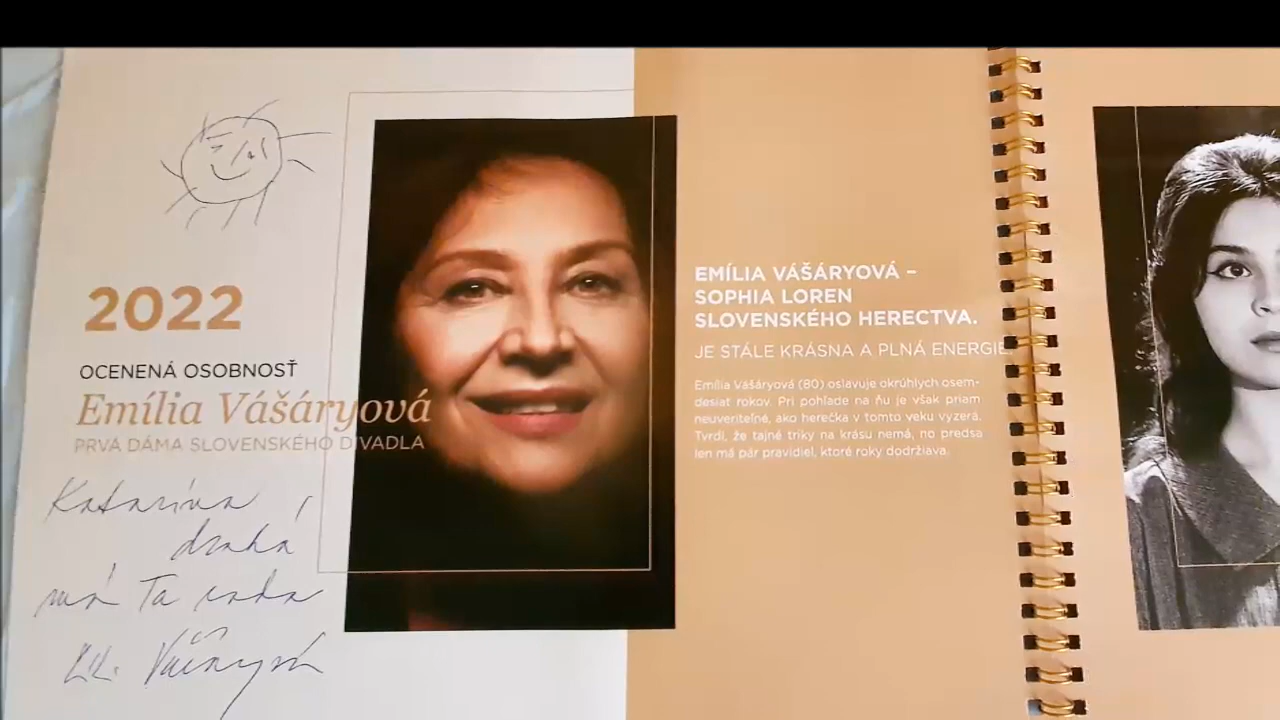 2022
OCENENÁ OSOBNOSŤ
Emília Vášáryová
PRVÁ DÁMA SLOVENSKÉHO DIVADLA
Katarína,
drahá
má Ťa rada
Vášáryová
EMÍLIA VÁŠÁRYOVÁ –
SOPHIA LOREN
SLOVENSKÉHO HERECTVA.
JE STÁLE KRÁSNA A PLNÁ ENERGIE.
Emília Vášáryová (80) oslavuje okrúhlych osem-
desiat rokov. Pri pohľade na ňu je však priam
neuveriteľné, ako herečka v tomto veku vyzerá.
Tvrdí, že tajné triky na krásu nemá, no predsa
len má pár pravidiel, ktoré roky dodržiava.